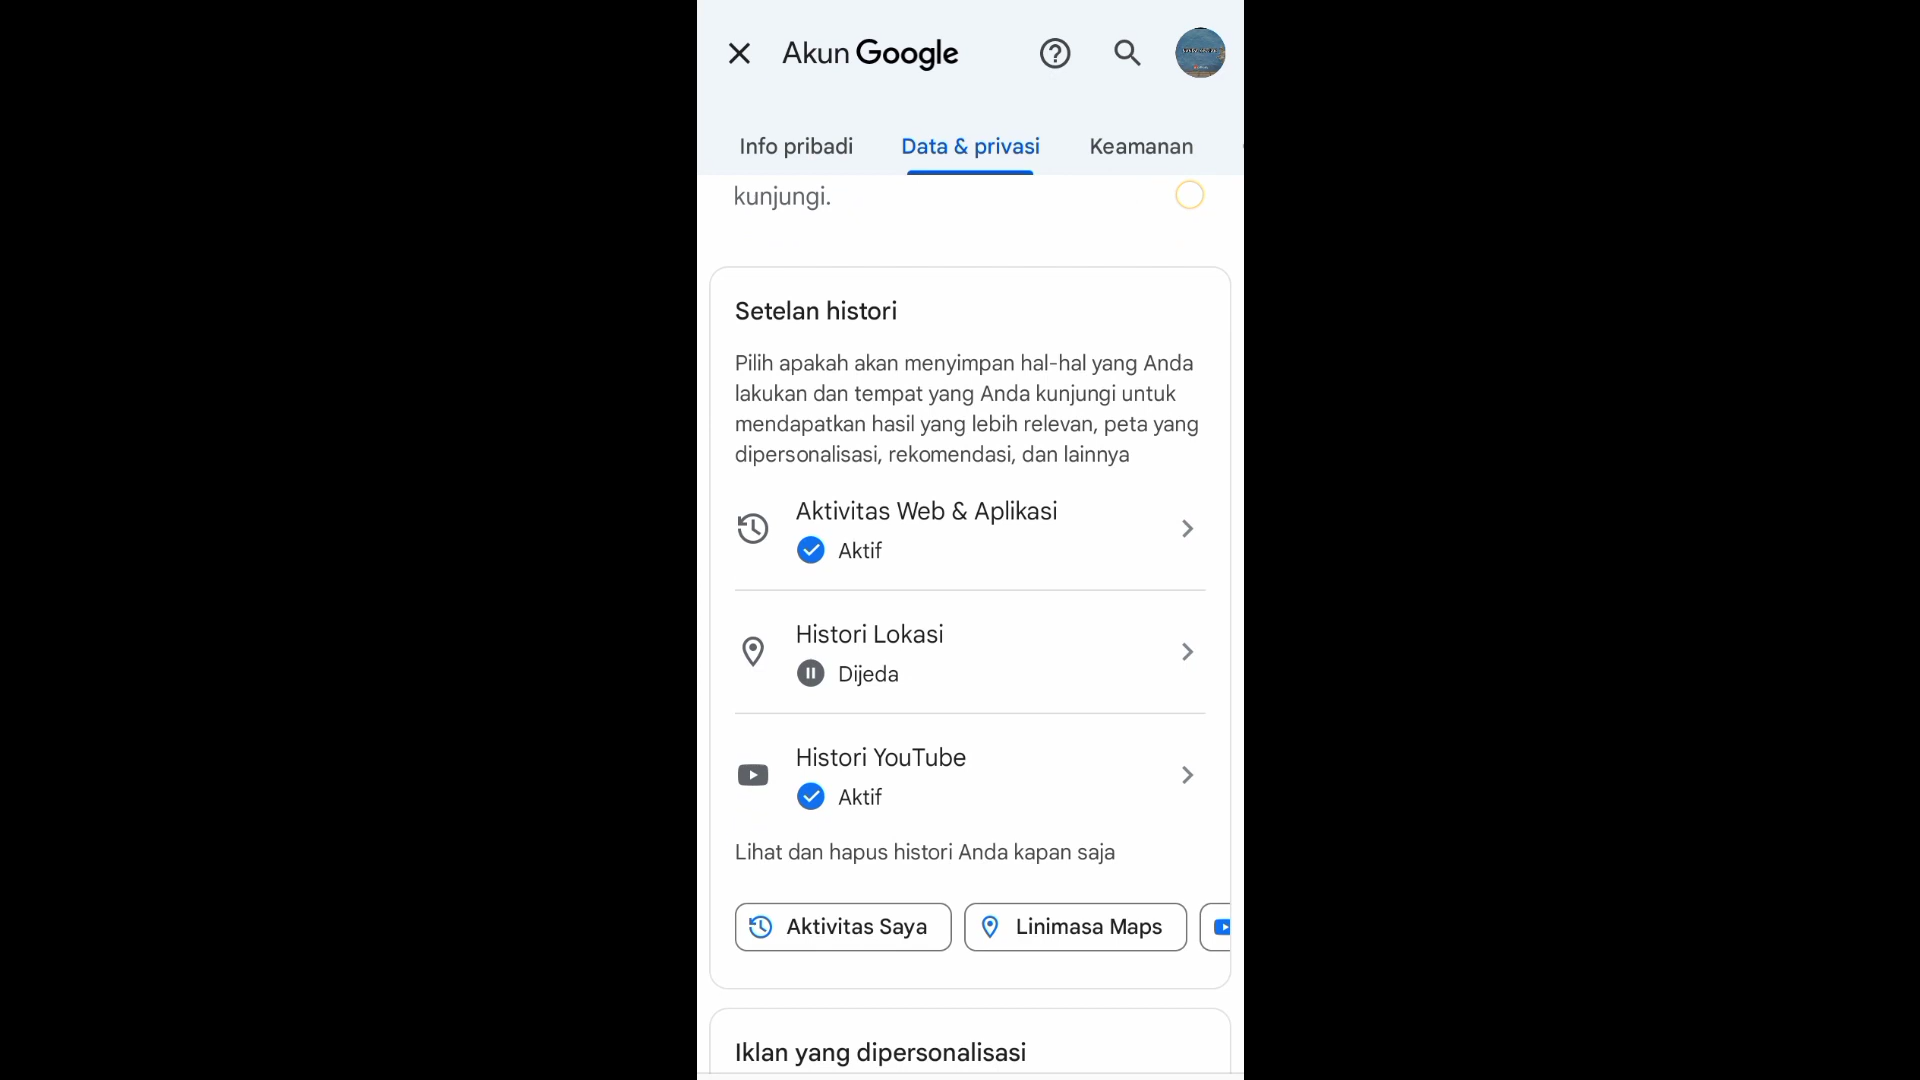 Akun Google
Info pribadi
Data & privasi
Keamanan
kunjungi.
Setelan histori
Pilih apakah akan menyimpan hal-hal yang Anda
lakukan dan tempat yang Anda kunjungi untuk
mendapatkan hasil yang lebih relevan, peta yang
dipersonalisasi, rekomendasi, dan lainnya
Aktivitas Web & Aplikasi
Aktif
Histori Lokasi
Dijeda
Histori YouTube
Aktif
Lihat dan hapus histori Anda kapan saja
Aktivitas Saya
Linimasa Maps
Iklan yang dipersonalisasi